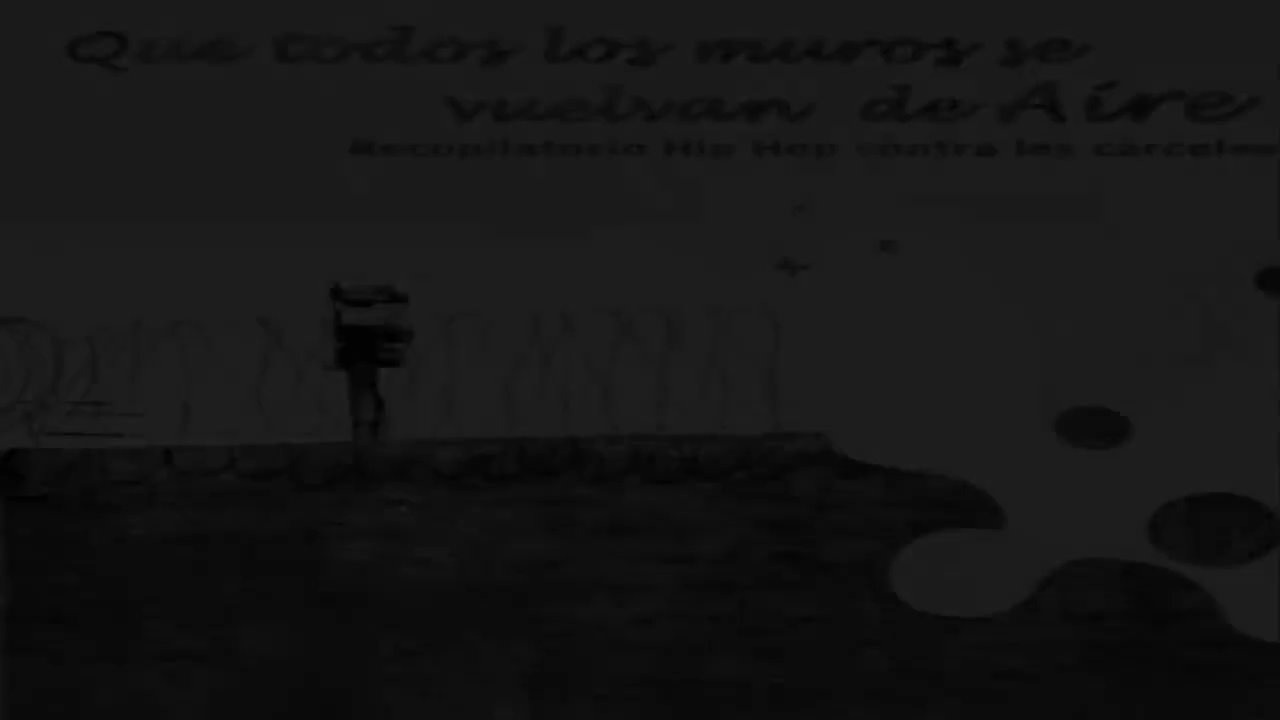 Que todos los muros se
vuelvan de Aire
Recopilatorio Hip Hop contra las carceles